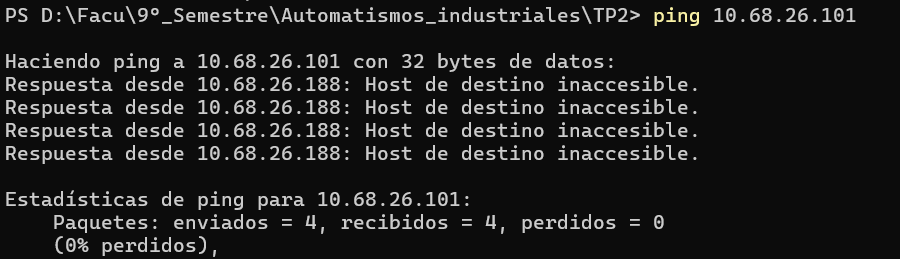 PS D:\Facu\9°_Semestre\Automatismos_industriales\TP2> ping 10.68.26.101
Haciendo ping a 10.68.26.101 con 32 bytes de datos:
Respuesta desde 10.68.26.188: Host de destino inaccesible.
Respuesta desde 10.68.26.188: Host de destino inaccesible.
Respuesta desde 10.68.26.188: Host de destino inaccesible.
Respuesta desde 10.68.26.188: Host de destino inaccesible.
Estadísticas de ping para 10.68.26.101:
Paquetes: enviados = 4, recibidos = 4, perdidos = 0
(0% perdidos),